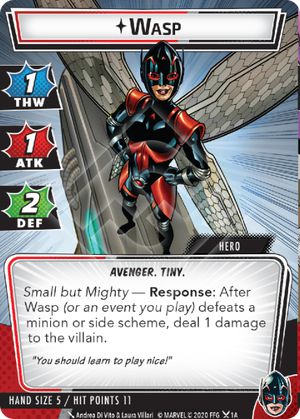 WASP
1
THW
1
ATK
2
DEF
HERO
AVENGER. TINY.
Small but Mighty — Response: After
Wasp (or an event you play) defeats a
minion or side scheme, deal 1 damage
to the villain.
"You should learn to play nice!"
HAND SIZE 5 / HIT POINTS 11
Andrea Di Vito & Laura Villari © MARVEL © 2020 FFG 1A